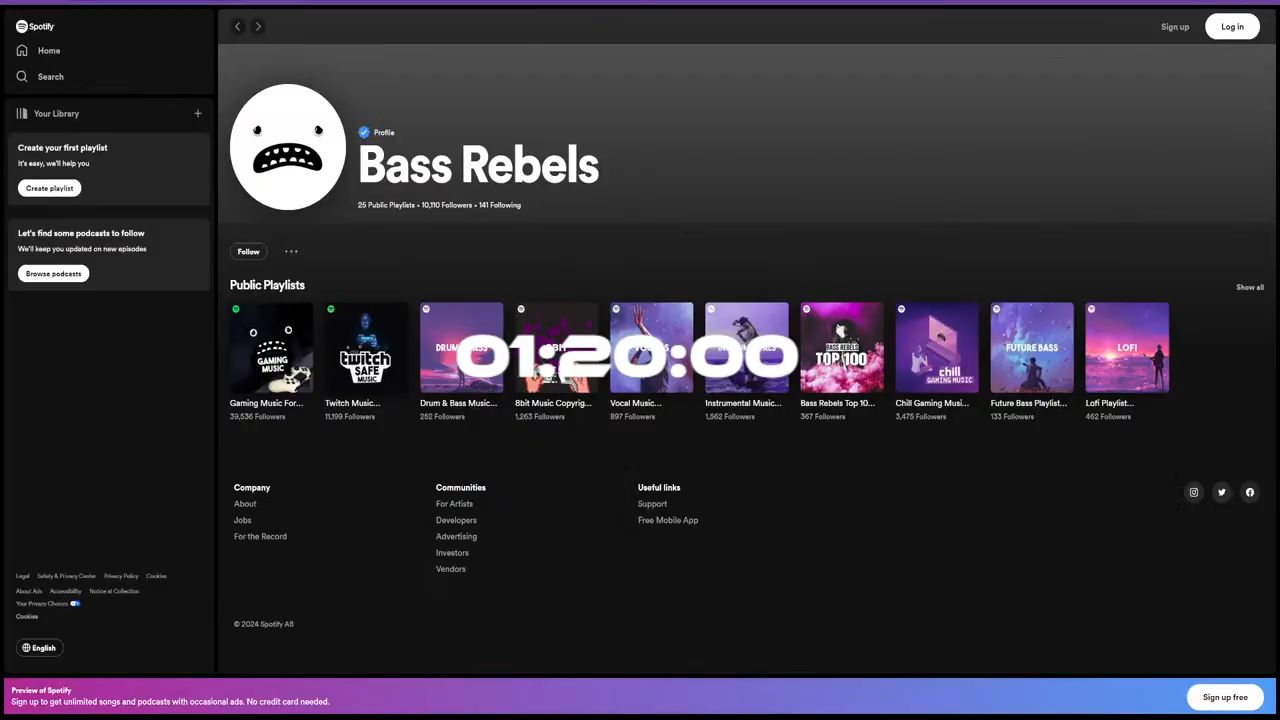 Spotify
Home
Search
Your Library
Create your first playlist
It's easy, we'll help you
Create playlist
Let's find some podcasts to follow
We'll keep you updated on new episodes
Browse podcasts
Legal Safety & Privacy Center Privacy Policy Cookies
About Ads Accessibility Notice at Collection
Your Privacy Choices
Cookies
English
Sign up
Log in
Profile
Bass Rebels
25 Public Playlists • 10,110 Followers • 141 Following
Follow
Public Playlists
Show all
GAMING
MUSIC
twitch
SAFE
MUSIC
BASS REBELS
TOP 100
chill
GAMING MUSIC
FUTURE BASS
LOFI
01:20:00
Gaming Music For...
39,536 Followers
Twitch Music...
11,199 Followers
Drum & Bass Music...
252 Followers
8bit Music Copyrig...
1,263 Followers
Vocal Music...
897 Followers
Instrumental Music...
1,562 Followers
Bass Rebels Top 10...
367 Followers
Chill Gaming Musi...
3,475 Followers
Future Bass Playlist...
133 Followers
Lofi Playlist...
462 Followers
Company
About
Jobs
For the Record
Communities
For Artists
Developers
Advertising
Investors
Vendors
Useful links
Support
Free Mobile App
© 2024 Spotify AB
Preview of Spotify
Sign up to get unlimited songs and podcasts with occasional ads. No credit card needed.
Sign up free